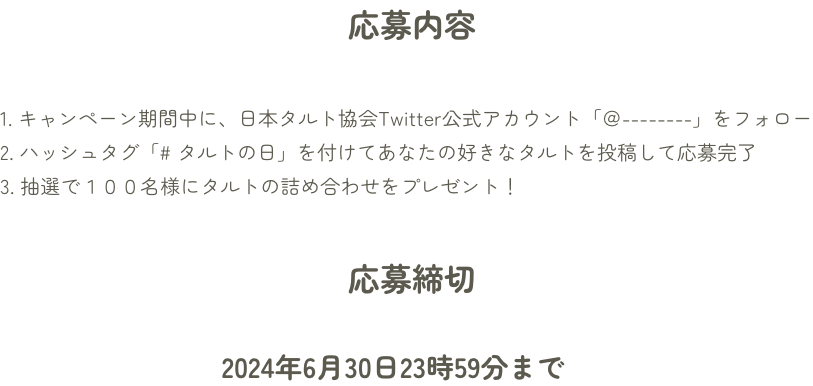 応募内容
1. キャンペーン期間中に、日本タルト協会Twitter公式アカウント「＠--------」をフォロー
2. ハッシュタグ「# タルトの日」を付けてあなたの好きなタルトを投稿して応募完了
3. 抽選で１００名様にタルトの詰め合わせをプレゼント！
応募締切
2024年6月30日23時59分まで